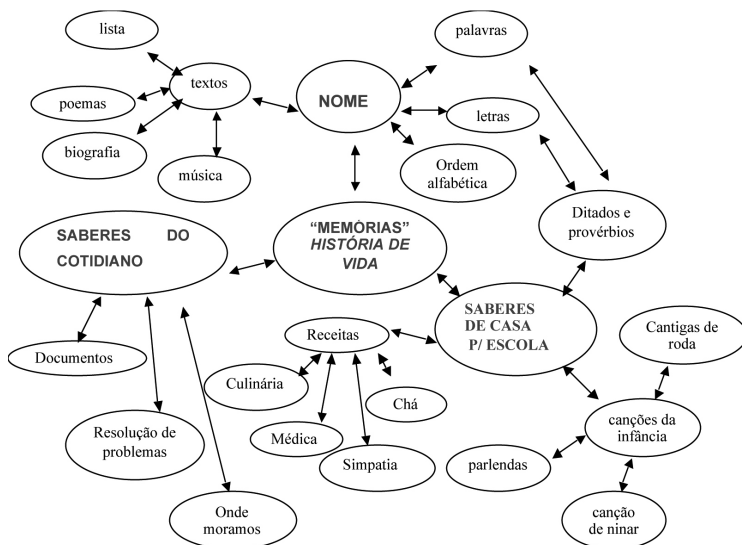 lista
palavras
textos
NOME
poemas
letras
biografia
música
Ordem
alfabética
Ditados e
provérbios
SABERES DO
COTIDIANO
“MEMÓRIAS”
HISTÓRIA DE
VIDA
SABERES
DE CASA
P/ ESCOLA
Receitas
Cantigas de
roda
Documentos
Culinária
Chá
Resolução de
problemas
Médica
Simpatia
canções da
infância
parlendas
Onde
moramos
canção
de ninar